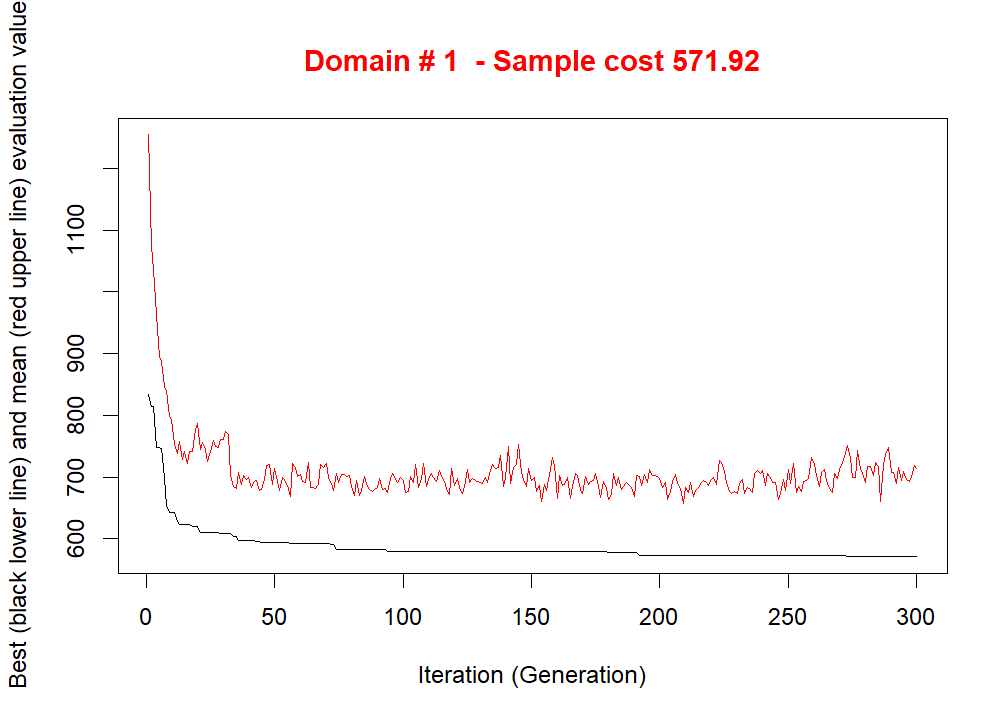 Domain # 1  - Sample cost 571.92
Best (black lower line) and mean (red upper line) evaluation value
1100
900
800
700
600
0 50 100 150 200 250 300
Iteration (Generation)